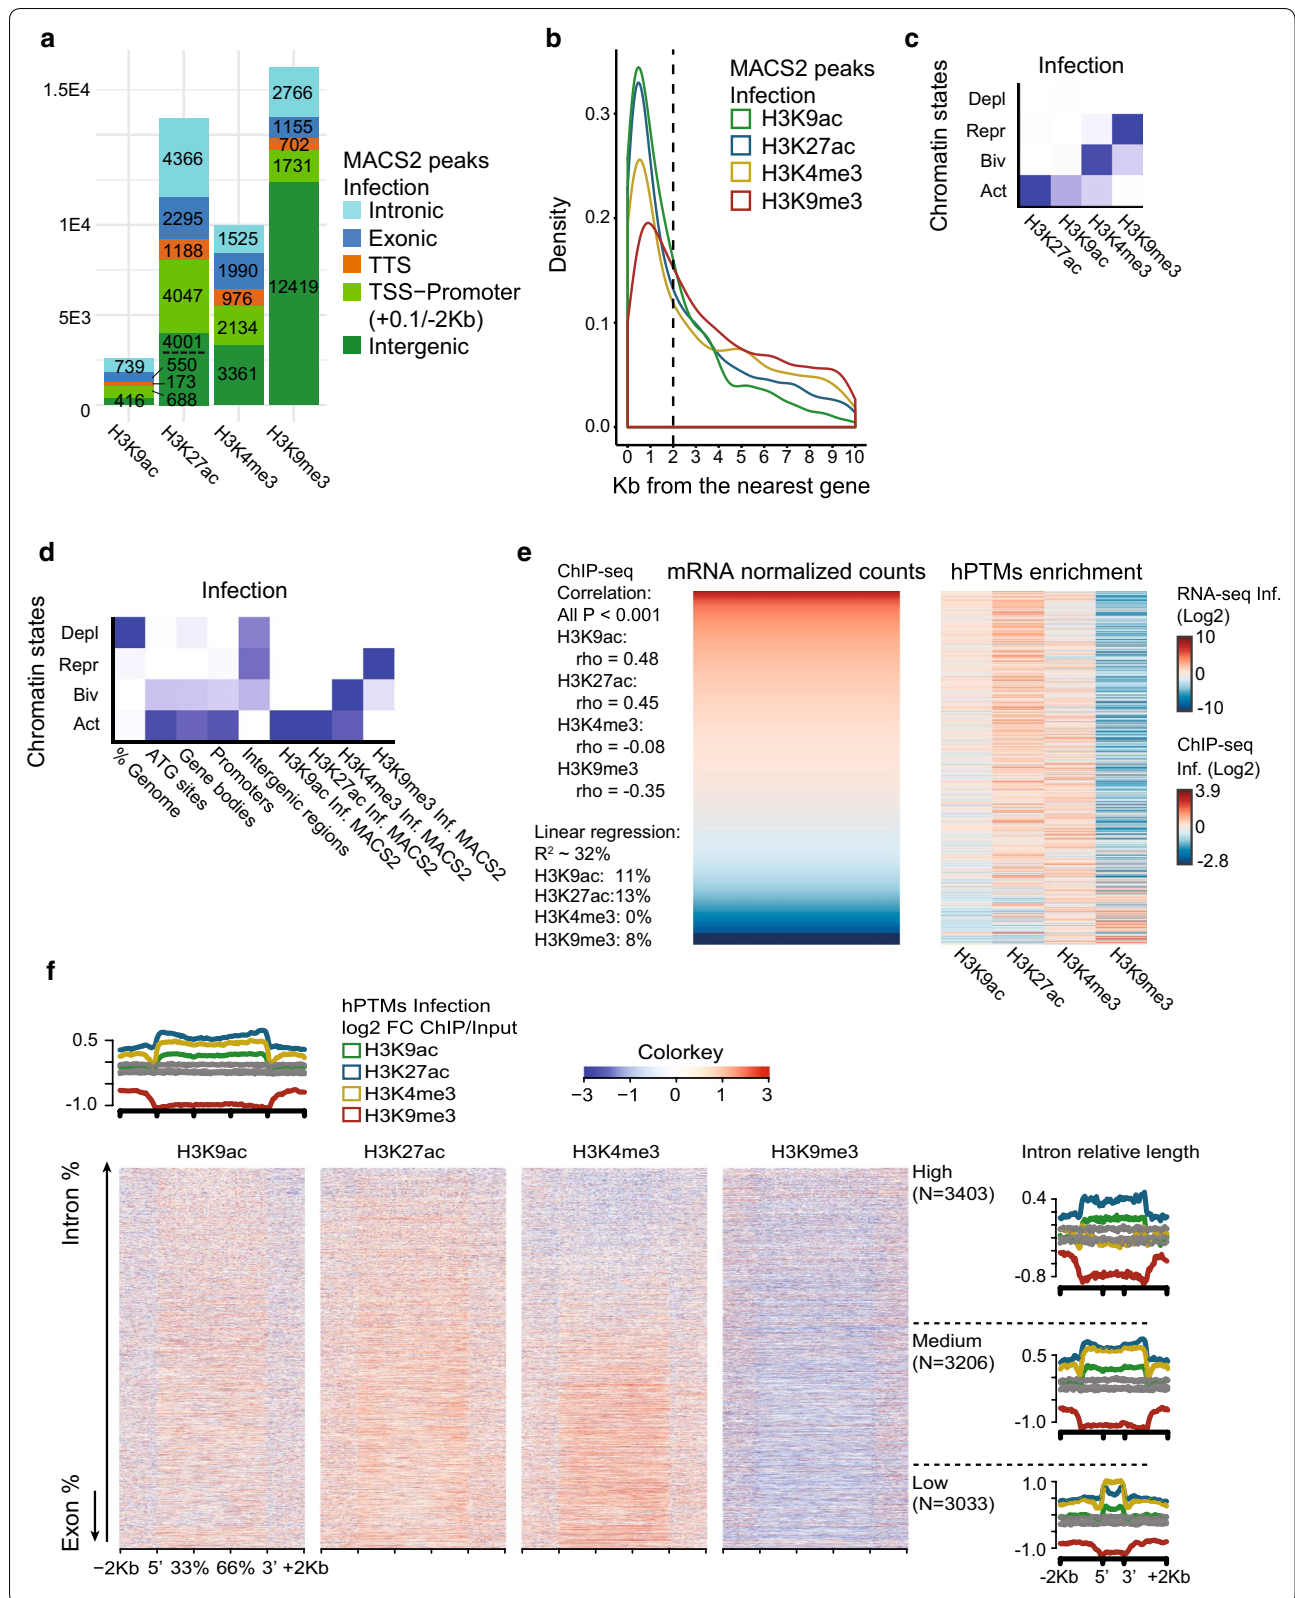 a
1.5E4
1E4
5E3
0
2766
1155
702
1731
12419
4366
2295
1188
4047
4001
1525
1990
976
2134
3361
739
550
173
688
416
H3K9ac
H3K27ac
H3K4me3
H3K9me3
MACS2 peaks
Infection
Intronic
Exonic
TTS
TSS−Promoter
(+0.1/-2Kb)
Intergenic
b
0.3
0.2
0.1
0.0
Density
0 1 2 3 4 5 6 7 8 9 10
Kb from the nearest gene
MACS2 peaks
Infection
H3K9ac
H3K27ac
H3K4me3
H3K9me3
c
Infection
Chromatin states
Depl
Repr
Biv
Act
H3K27ac
H3K9ac
H3K4me3
H3K9me3
d
Infection
Chromatin states
Depl
Repr
Biv
Act
% Genome
ATG sites
Gene bodies
Promoters
Intergenic regions
H3K9ac Inf. MACS2
H3K27ac Inf. MACS2
H3K4me3 Inf. MACS2
H3K9me3 Inf. MACS2
e
ChIP-seq
Correlation:
All P < 0.001
H3K9ac:
rho = 0.48
H3K27ac:
rho = 0.45
H3K4me3:
rho = -0.08
H3K9me3
rho = -0.35
Linear regression:
R² ~ 32%
H3K9ac: 11%
H3K27ac:13%
H3K4me3: 0%
H3K9me3: 8%
mRNA normalized counts
hPTMs enrichment
H3K9ac
H3K27ac
H3K4me3
H3K9me3
RNA-seq Inf.
(Log2)
10
0
-10
ChIP-seq
Inf. (Log2)
3.9
0
-2.8
f
0.5
-1.0
hPTMs Infection
log2 FC ChIP/Input
H3K9ac
H3K27ac
H3K4me3
H3K9me3
Colorkey
−3 −1 0 1 3
H3K9ac
H3K27ac
H3K4me3
H3K9me3
Intron %
Exon %
−2Kb 5’ 33% 66% 3’ +2Kb
Intron relative length
High
(N=3403)
0.4
-0.8
Medium
(N=3206)
0.5
-1.0
Low
(N=3033)
1.0
-1.0
-2Kb 5’ 3’ +2Kb